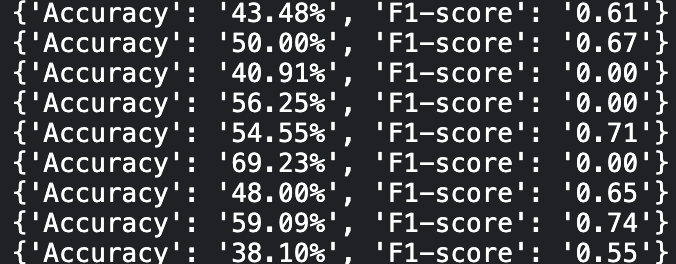 {'Accuracy': '43.48%', 'F1-score': '0.61'}
{'Accuracy': '50.00%', 'F1-score': '0.67'}
{'Accuracy': '40.91%', 'F1-score': '0.00'}
{'Accuracy': '56.25%', 'F1-score': '0.00'}
{'Accuracy': '54.55%', 'F1-score': '0.71'}
{'Accuracy': '69.23%', 'F1-score': '0.00'}
{'Accuracy': '48.00%', 'F1-score': '0.65'}
{'Accuracy': '59.09%', 'F1-score': '0.74'}
{'Accuracy': '38.10%', 'F1-score': '0.55'}